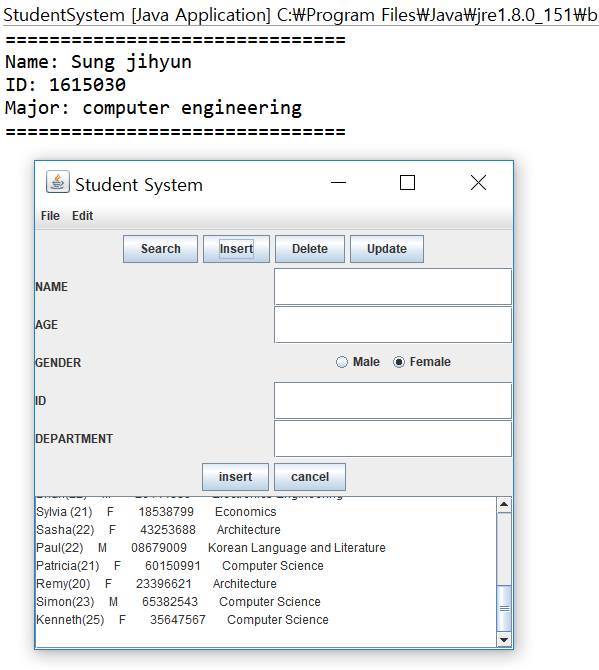 StudentSystem [Java Application] C:₩Program Files₩Java₩jre1.8.0_151₩b
===============================
Name: Sung jihyun
ID: 1615030
Major: computer engineering
===============================
Student System
File Edit
Search Insert Delete Update
NAME
AGE
GENDER Male Female
ID
DEPARTMENT
insert cancel
Sylvia (21) F 18538799 Economics
Sasha(22) F 43253688 Architecture
Paul(22) M 08679009 Korean Language and Literature
Patricia(21) F 60150991 Computer Science
Remy(20) F 23396621 Architecture
Simon(23) M 65382543 Computer Science
Kenneth(25) F 35647567 Computer Science